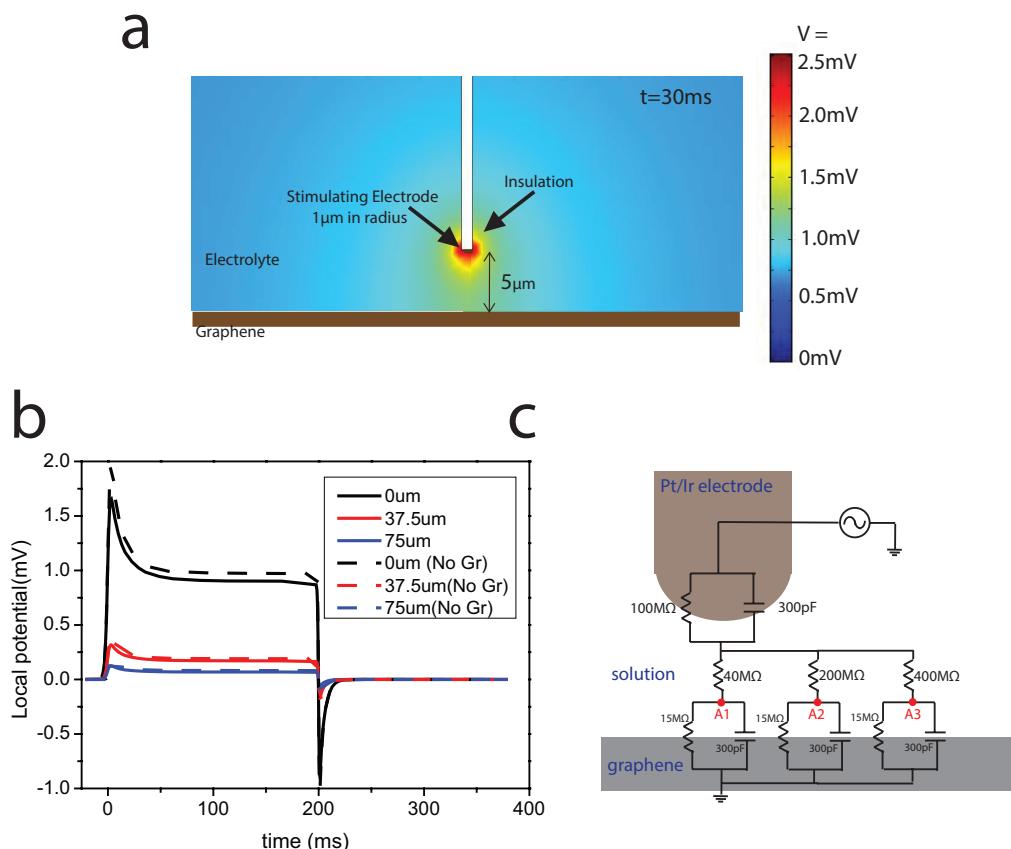 a
V =
2.5mV
2.0mV
1.5mV
1.0mV
0.5mV
0mV
t=30ms
Stimulating Electrode
1μm in radius
Insulation
Electrolyte
5μm
Graphene
b
Local potential(mV)
2.0
1.5
1.0
0.5
0.0
-0.5
-1.0
0
100
200
300
400
time (ms)
0um
37.5um
75um
0um (No Gr)
37.5um(No Gr)
75um(No Gr)
c
Pt/Ir electrode
100MΩ
300pF
solution
40MΩ
200MΩ
400MΩ
A1
A2
A3
15MΩ
15MΩ
15MΩ
300pF
300pF
300pF
graphene